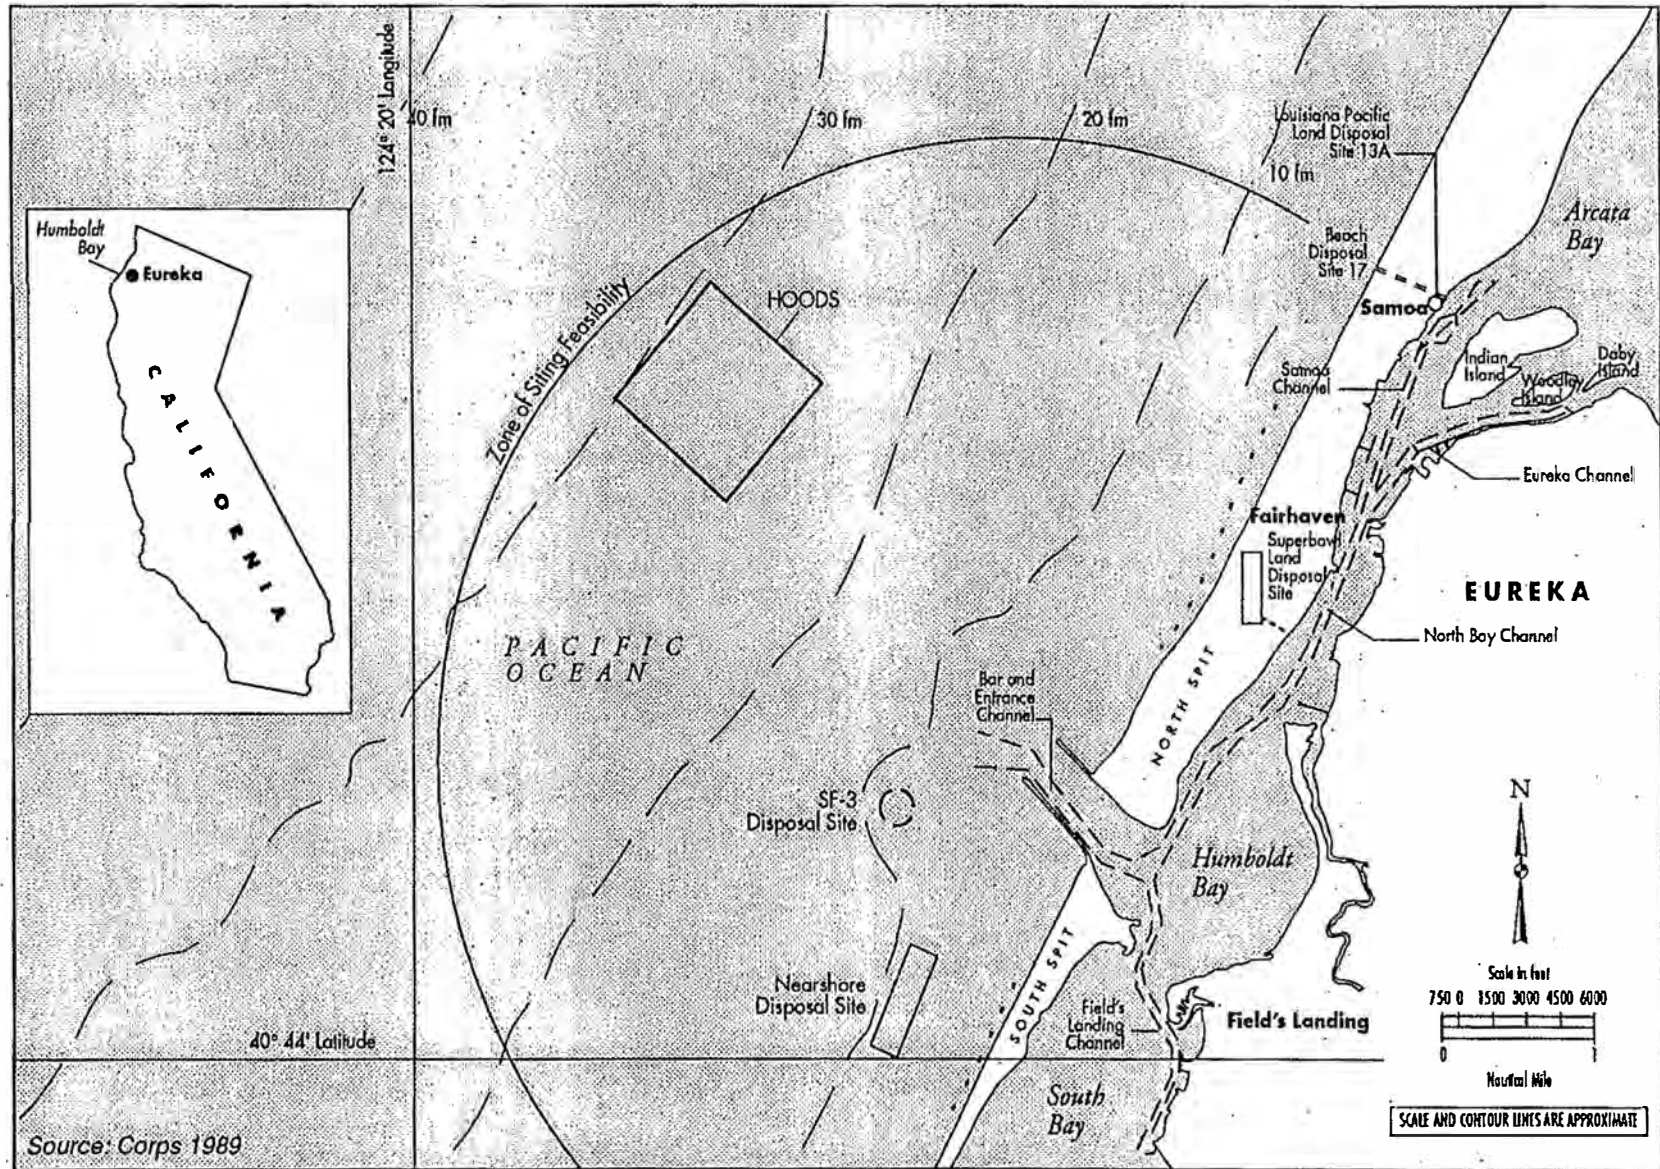 124° 20' Longitude
40 fm
30 fm
20 fm
10 fm
Louisiana Pacific
Land Disposal
Site 13A
Arcata
Bay
Beach
Disposal
Site 17
Samoa
Humboldt
Bay
Eureka
CALIFORNIA
Zone of Siting Feasibility
HOODS
Samoa
Channel
Indian
Island
Woodley
Island
Daby
Island
Eureka Channel
Fairhaven
Superbowl
Land
Disposal
Site
EUREKA
North Bay Channel
PACIFIC
OCEAN
Bar and
Entrance
Channel
NORTH SPIT
SF-3
Disposal Site
Humboldt
Bay
N
Nearshore
Disposal Site
SOUTH SPIT
Field's
Landing
Channel
Field's Landing
Scale in feet
750 0 1500 3000 4500 6000
0 1
Nautical Mile
40° 44' Latitude
South
Bay
SCALE AND CONTOUR LINES ARE APPROXIMATE
Source: Corps 1989